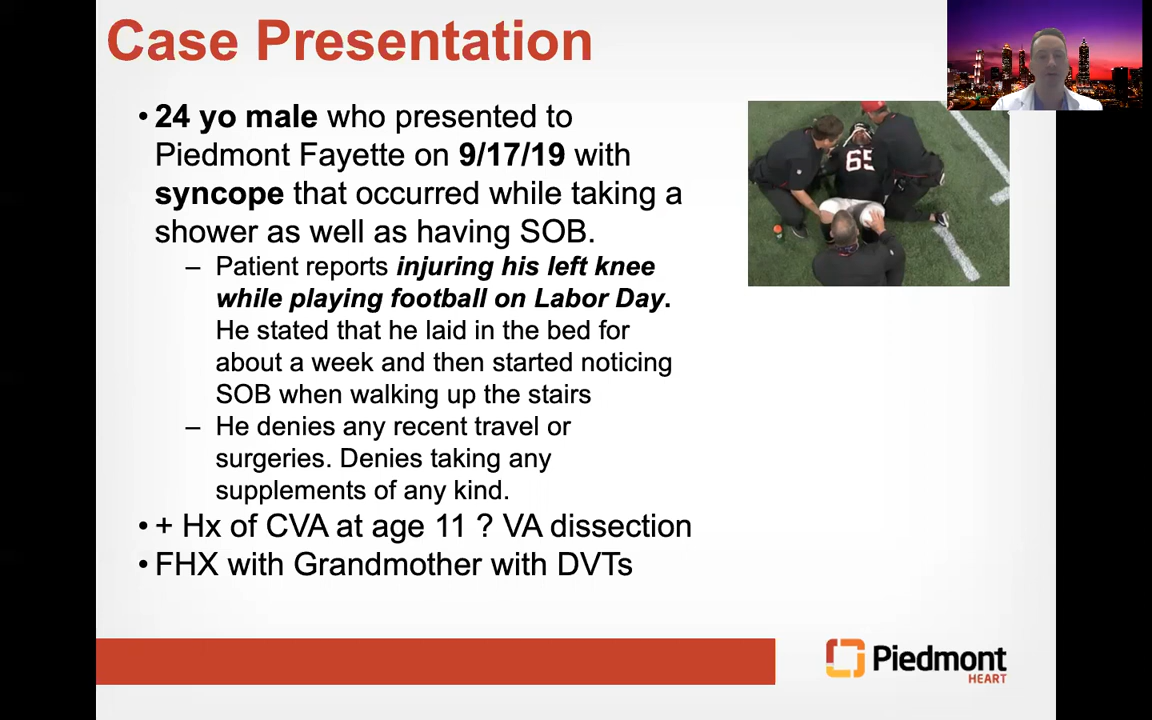 Case Presentation
• 24 yo male who presented to
Piedmont Fayette on 9/17/19 with
syncope that occurred while taking a
shower as well as having SOB.
– Patient reports injuring his left knee
while playing football on Labor Day.
He stated that he laid in the bed for
about a week and then started noticing
SOB when walking up the stairs
– He denies any recent travel or
surgeries. Denies taking any
supplements of any kind.
• + Hx of CVA at age 11 ? VA dissection
• FHX with Grandmother with DVTs
65
Piedmont
HEART